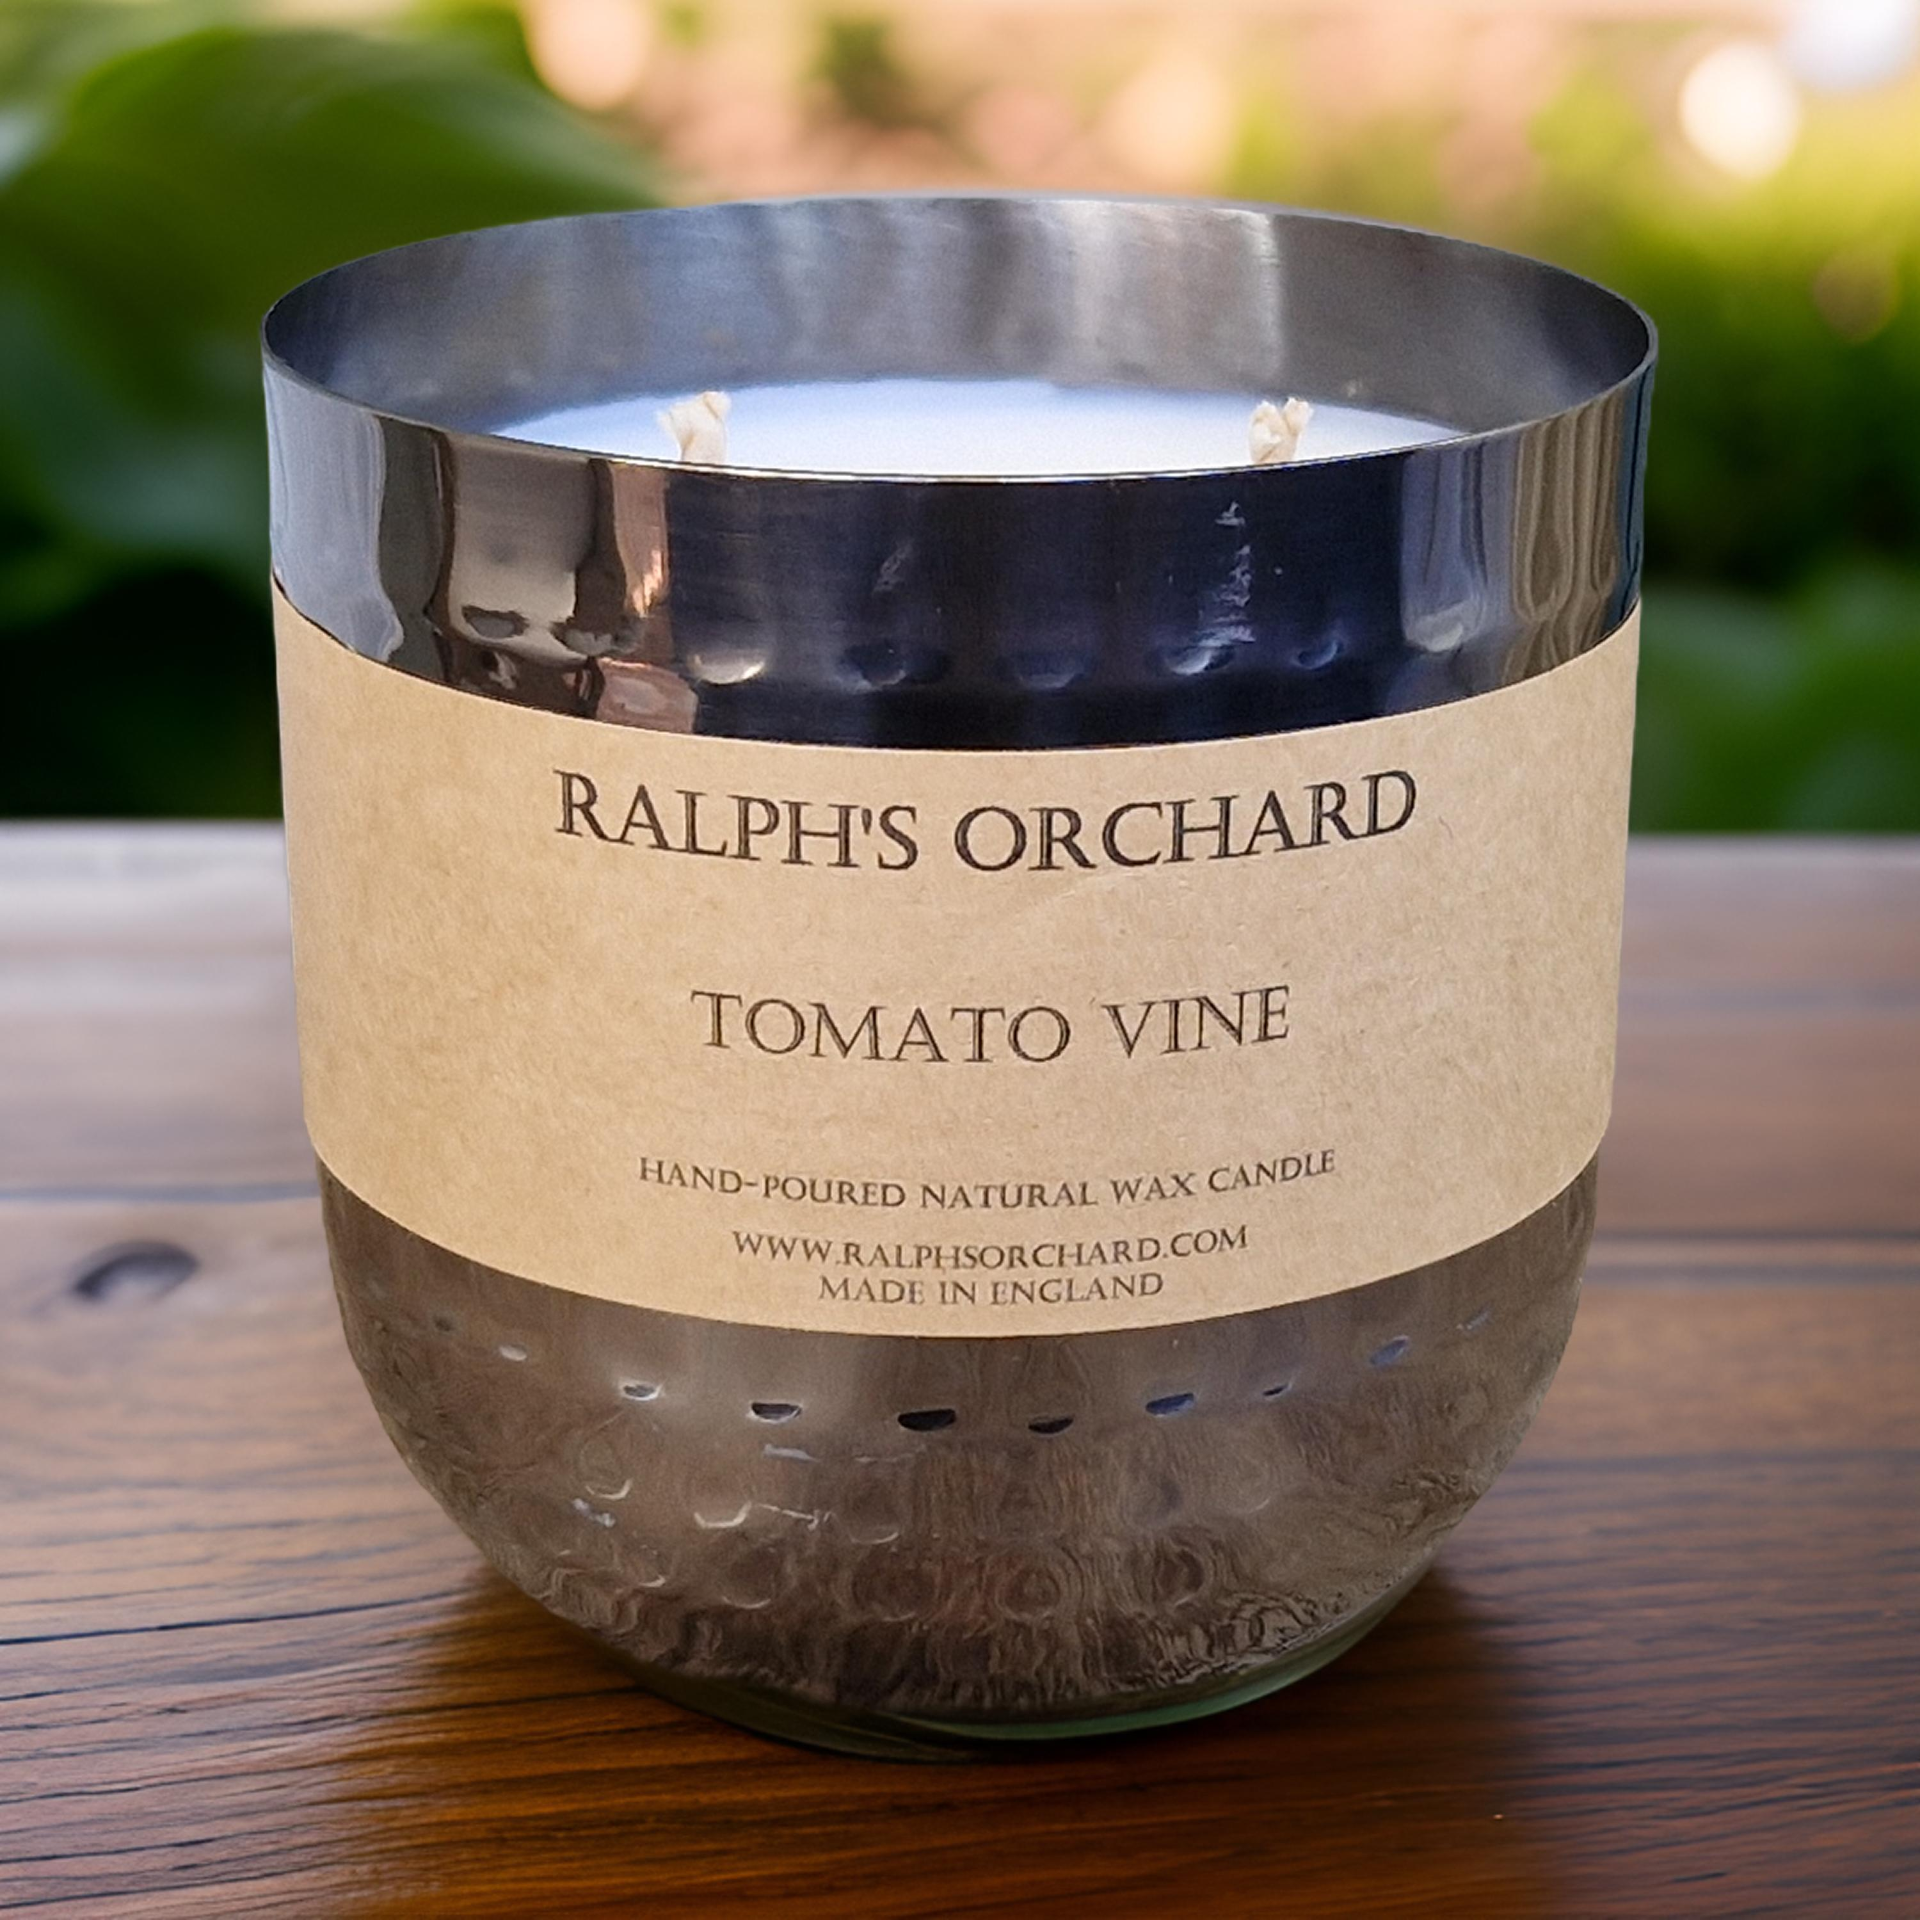 RALPH'S ORCHARD
TOMATO VINE
HAND-POURED NATURAL WAX CANDLE
WWW.RALPHSORCHARD.COM
MADE IN ENGLAND